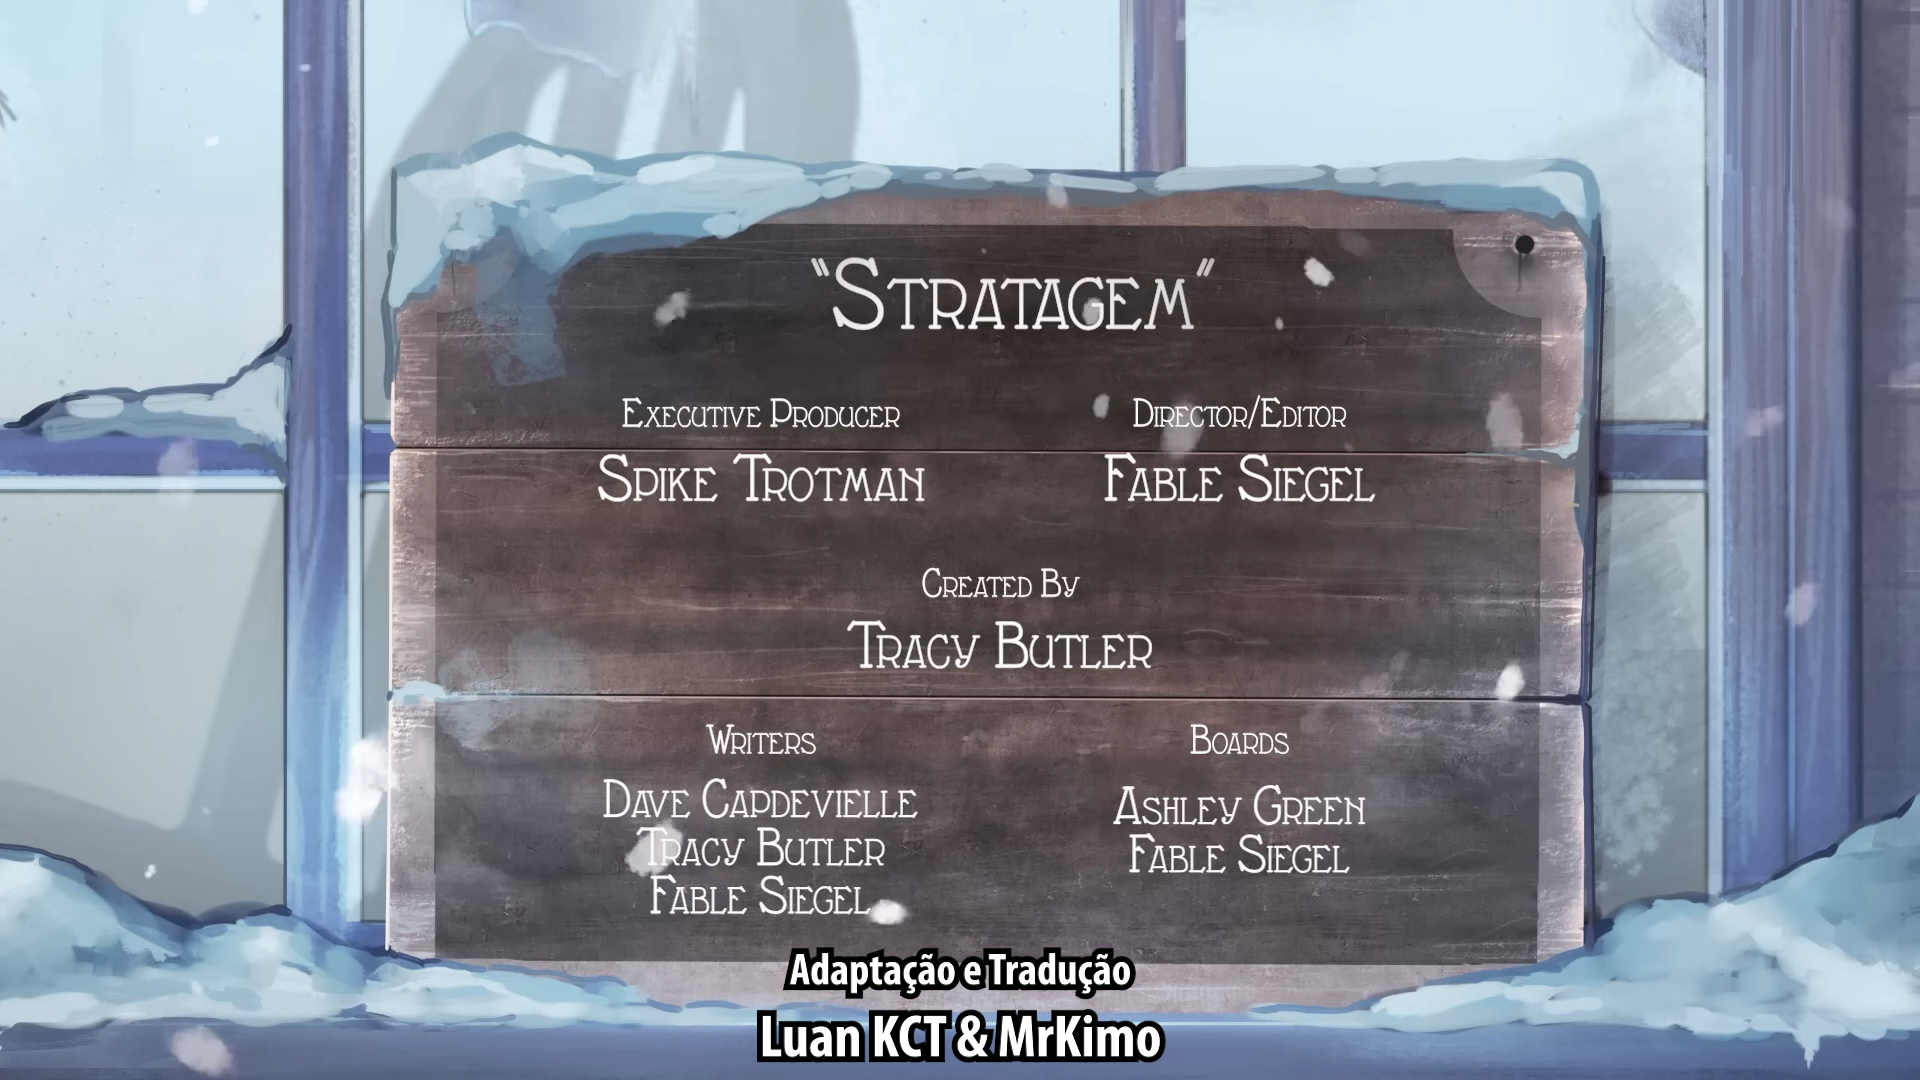 "Stratagem"
Executive Producer
Spike Trotman
Director/Editor
Fable Siegel
Created By
Tracy Butler
Writers
Dave Capdevielle
Tracy Butler
Fable Siegel
Boards
Ashley Green
Fable Siegel
Adaptação e Tradução
Luan KCT & MrKimo